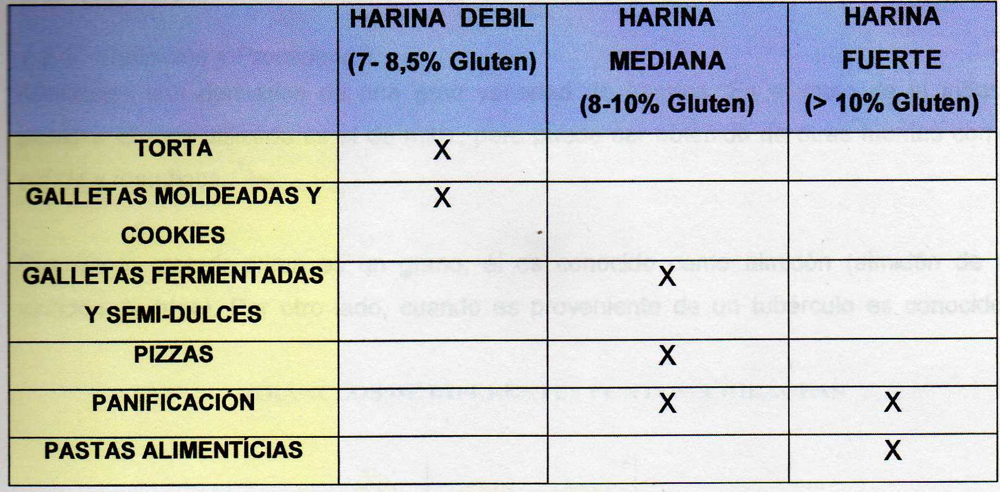 HARINA DEBIL
(7- 8,5% Gluten)
HARINA
MEDIANA
(8-10% Gluten)
HARINA
FUERTE
(> 10% Gluten)
TORTA
X
GALLETAS MOLDEADAS Y
COOKIES
X
GALLETAS FERMENTADAS
Y SEMI-DULCES
X
PIZZAS
X
PANIFICACIÓN
X
X
PASTAS ALIMENTÍCIAS
X